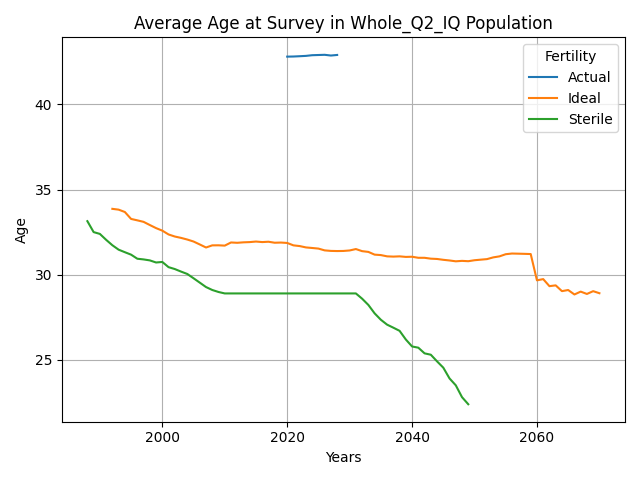 Average Age at Survey in Whole_Q2_IQ Population
Fertility
Actual
Ideal
Sterile
Age
40
35
30
25
2000
2020
2040
2060
Years